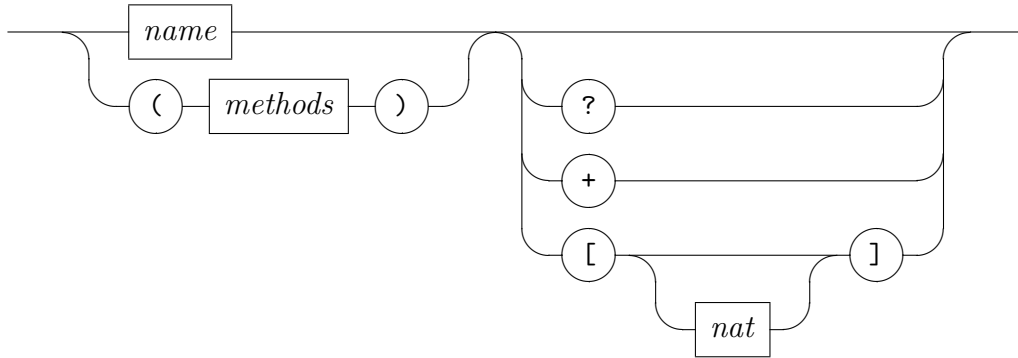 name
( methods )
?
+
[ ]
nat